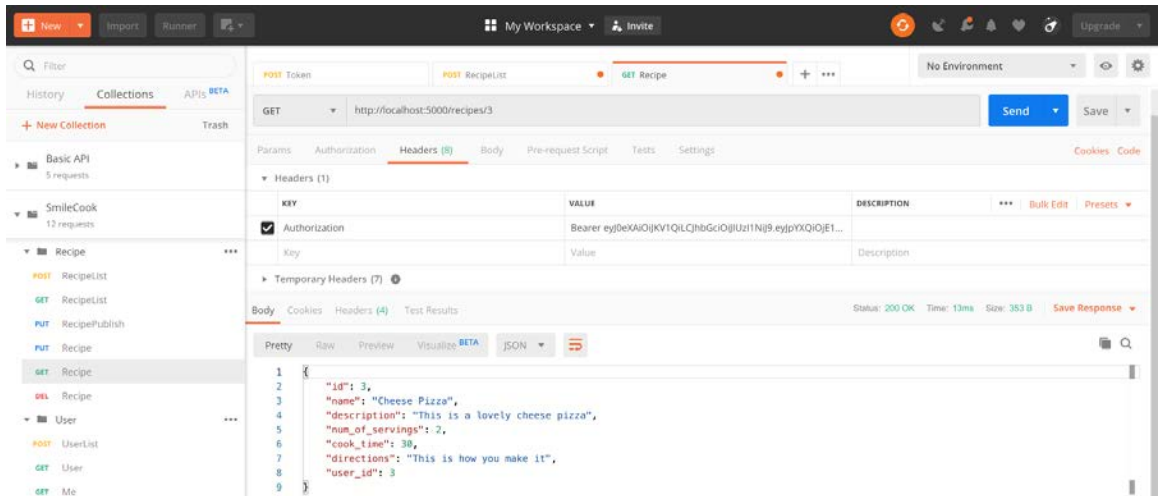 New Import Runner My Workspace Invite Upgrade
Filter
History Collections APIs BETA
+ New Collection Trash
Basic API
5 requests
SmileCook
12 requests
Recipe
POST RecipeList
GET RecipeList
PUT RecipePublish
PUT Recipe
GET Recipe
DEL Recipe
User
POST UserList
GET User
GET Me
POST Token POST RecipeList GET Recipe + ••• No Environment
GET http://localhost:5000/recipes/3 Send Save
Params Authorization Headers (8) Body Pre-request Script Tests Settings Cookies Code
Headers (1)
KEY VALUE DESCRIPTION ••• Bulk Edit Presets
Authorization
Key Value Description
Temporary Headers (7)
Body Cookies Headers (4) Test Results Status: 200 OK Time: 13ms Size: 353 B Save Response
Pretty Raw Preview Visualize BETA JSON
1 {
2 "id": 3,
3 "name": "Cheese Pizza",
4 "description": "This is a lovely cheese pizza",
5 "num_of_servings": 2,
6 "cook_time": 30,
7 "directions": "This is how you make it",
8 "user_id": 3
9 }